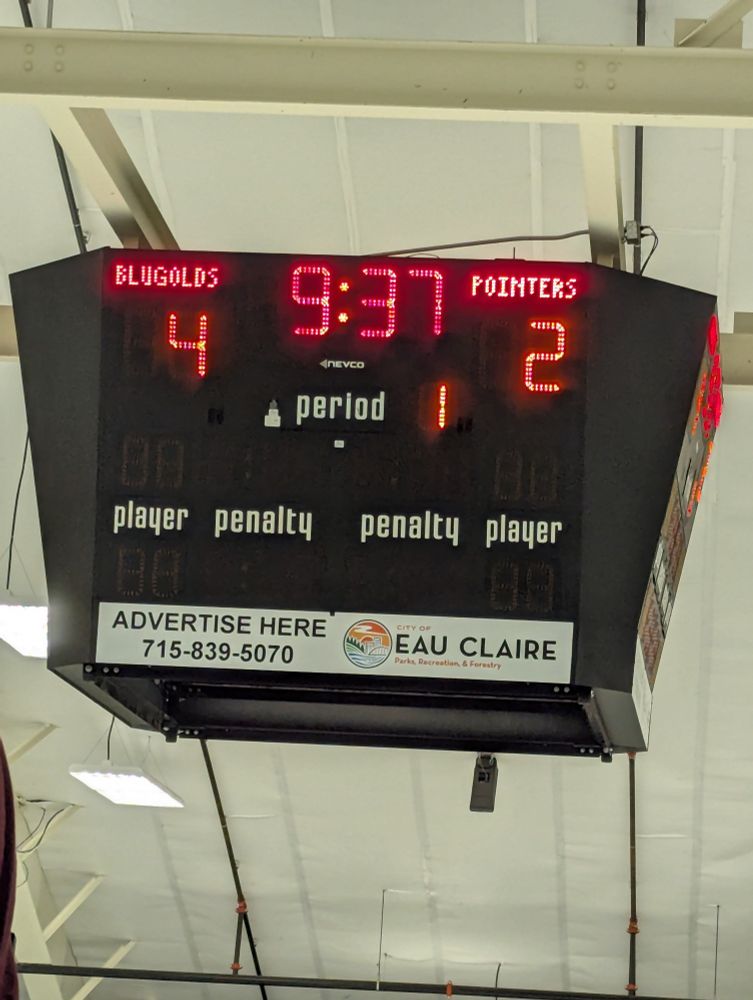 BLUGOLDS 9:37 POINTERS
4 2
NEVCO
period 1
player penalty penalty player
ADVERTISE HERE
715-839-5070
CITY OF
EAU CLAIRE
Parks, Recreation, & Forestry